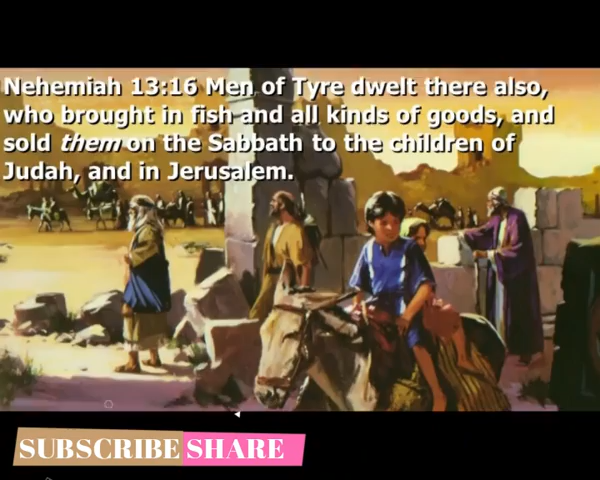 Nehemiah 13:16 Men of Tyre dwelt there also,
who brought in fish and all kinds of goods, and
sold them on the Sabbath to the children of
Judah, and in Jerusalem.
SUBSCRIBE SHARE